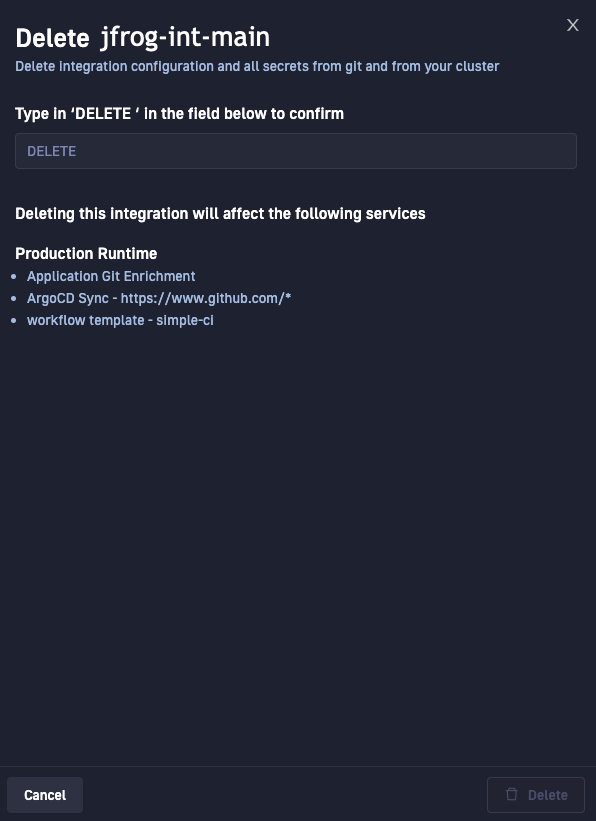 Delete jfrog-int-main
X
Delete integration configuration and all secrets from git and from your cluster
Type in ‘DELETE ’ in the field below to confirm
DELETE
Deleting this integration will affect the following services
Production Runtime
• Application Git Enrichment
• ArgoCD Sync - https://www.github.com/*
• workflow template - simple-ci
Cancel
Delete